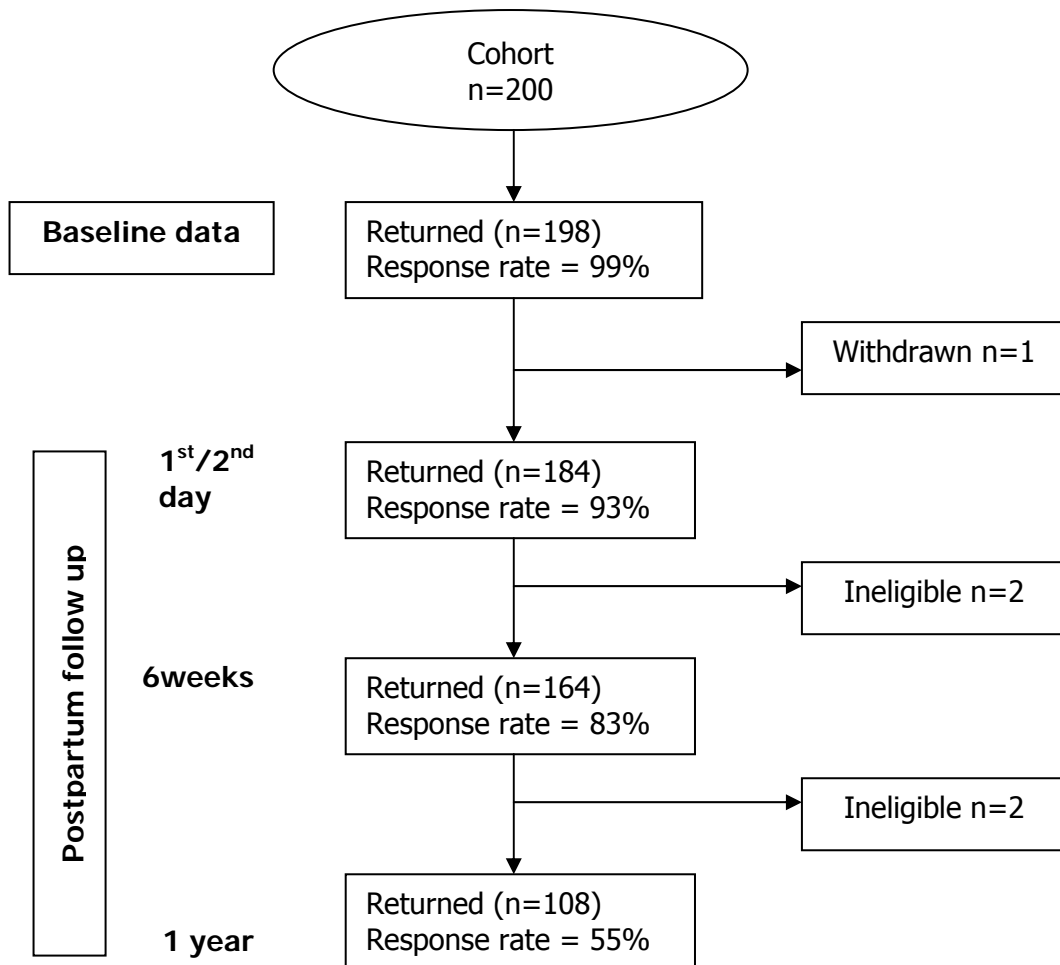 Cohort
n=200
Baseline data
Returned (n=198)
Response rate = 99%
Withdrawn n=1
1st/2nd
day
Returned (n=184)
Response rate = 93%
Ineligible n=2
Postpartum follow up
6weeks
Returned (n=164)
Response rate = 83%
Ineligible n=2
1 year
Returned (n=108)
Response rate = 55%